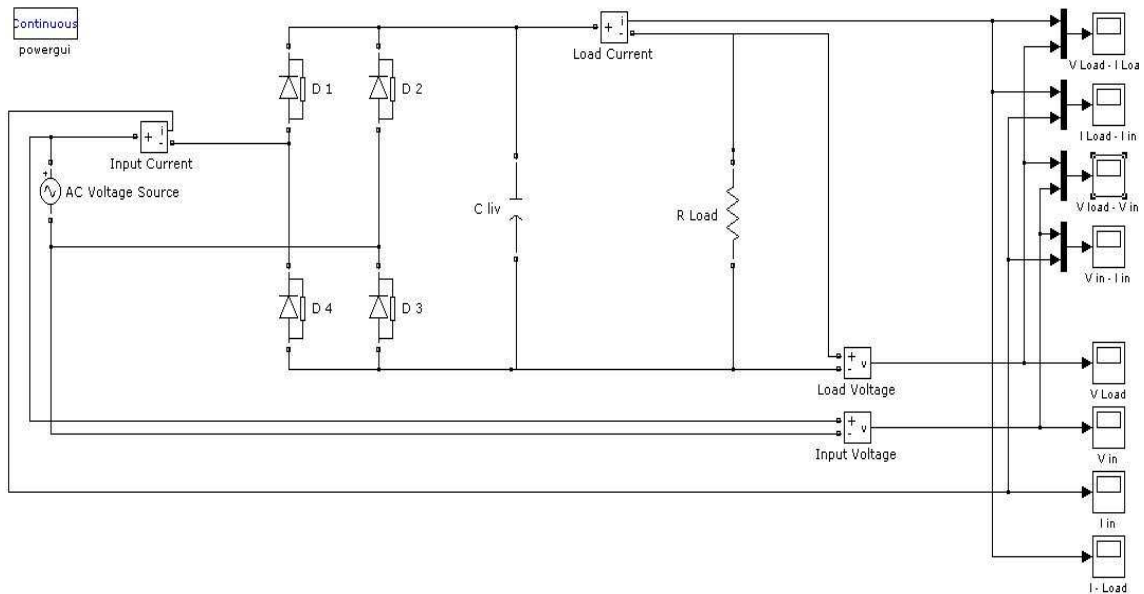 Continuous
powergui
Load Current
i
+
-
V Load - I Loa
D 1
D 2
I Load - I in
i
+
-
Input Current
+
AC Voltage Source
C liv
R Load
V load - V in
V in - I in
D 4
D 3
+
-
v
Load Voltage
V Load
+
-
v
Input Voltage
V in
I in
I - Load